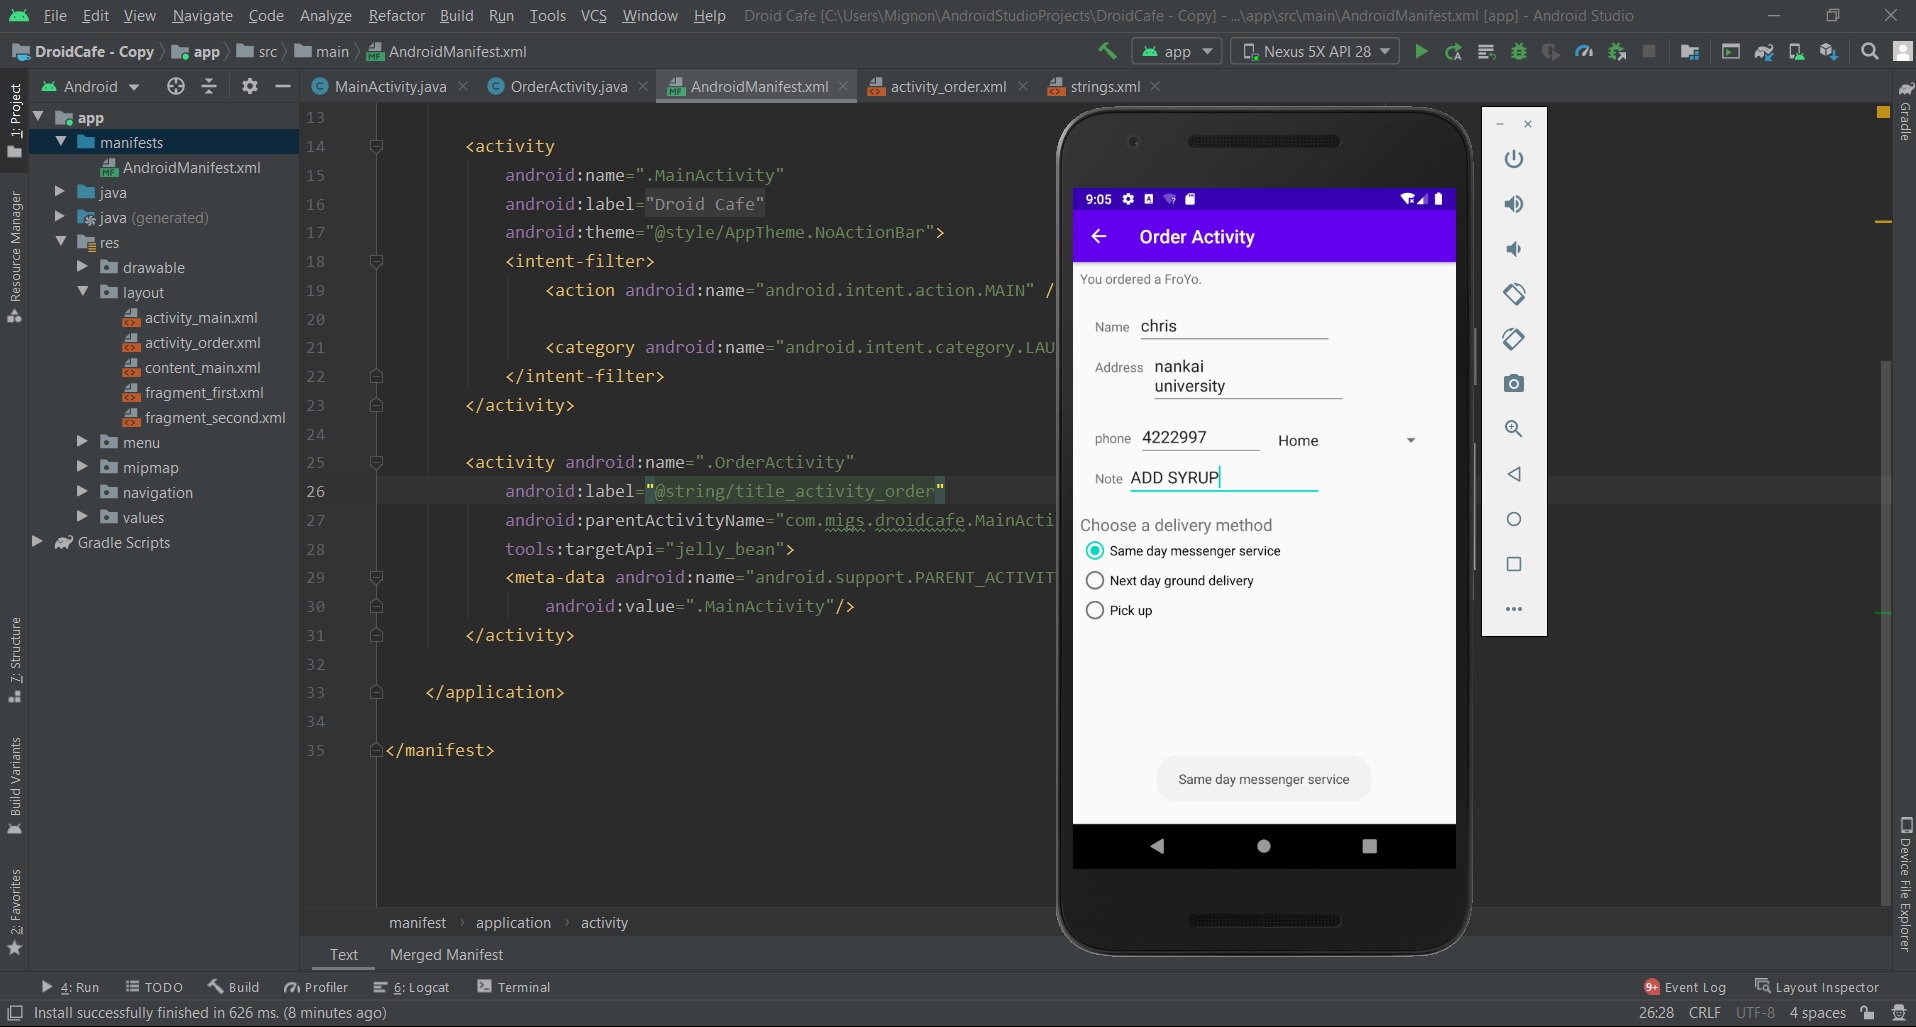 File Edit View Navigate Code Analyze Refactor Build Run Tools VCS Window Help Droid Cafe [C:\Users\Mignon\AndroidStudioProjects\DroidCafe - Copy] - ...\app\src\main\AndroidManifest.xml [app] - Android Studio
DroidCafe - Copy app src main AndroidManifest.xml app Nexus 5X API 28
Android MainActivity.java OrderActivity.java AndroidManifest.xml activity_order.xml strings.xml
1: Project
Resource Manager
7: Structure
Build Variants
2: Favorites
app
manifests
AndroidManifest.xml
java
java (generated)
res
drawable
layout
activity_main.xml
activity_order.xml
content_main.xml
fragment_first.xml
fragment_second.xml
menu
mipmap
navigation
values
Gradle Scripts
13
14 <activity
15 android:name=".MainActivity"
16 android:label="Droid Cafe"
17 android:theme="@style/AppTheme.NoActionBar">
18 <intent-filter>
19 <action android:name="android.intent.action.MAIN" /
20
21 <category android:name="android.intent.category.LAU
22 </intent-filter>
23 </activity>
24
25 <activity android:name=".OrderActivity"
26 android:label="@string/title_activity_order"
27 android:parentActivityName="com.migs.droidcafe.MainActi
28 tools:targetApi="jelly_bean">
29 <meta-data android:name="android.support.PARENT_ACTIVIT
30 android:value=".MainActivity"/>
31 </activity>
32
33 </application>
34
35 </manifest>
9:05
Order Activity
You ordered a FroYo.
Name chris
Address nankai
university
phone 4222997 Home
Note ADD SYRUP
Choose a delivery method
Same day messenger service
Next day ground delivery
Pick up
Same day messenger service
Gradle
Device File Explorer
manifest application activity
Text Merged Manifest
4: Run TODO Build Profiler 6: Logcat Terminal 9+ Event Log Layout Inspector
Install successfully finished in 626 ms. (8 minutes ago) 26:28 CRLF UTF-8 4 spaces